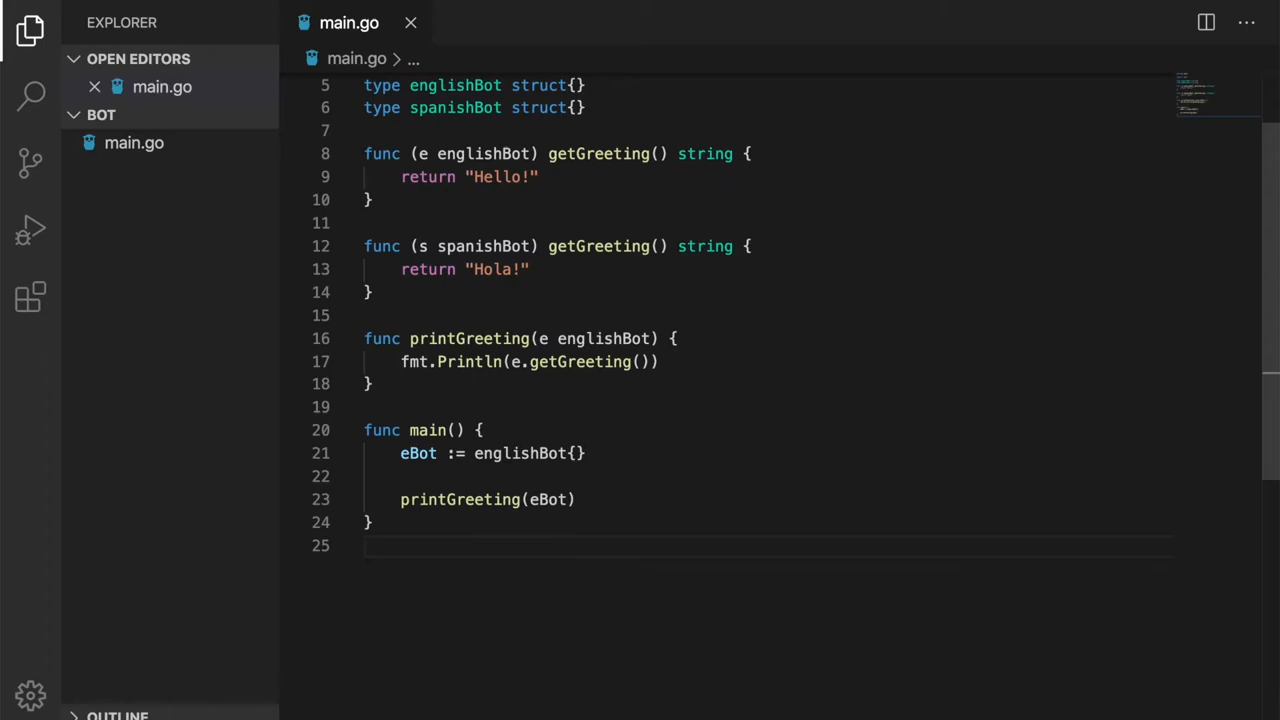 EXPLORER
OPEN EDITORS
main.go
BOT
main.go
OUTLINE
main.go
main.go > ...
5 type englishBot struct{}
6 type spanishBot struct{}
7
8 func (e englishBot) getGreeting() string {
9 return "Hello!"
10 }
11
12 func (s spanishBot) getGreeting() string {
13 return "Hola!"
14 }
15
16 func printGreeting(e englishBot) {
17 fmt.Println(e.getGreeting())
18 }
19
20 func main() {
21 eBot := englishBot{}
22
23 printGreeting(eBot)
24 }
25